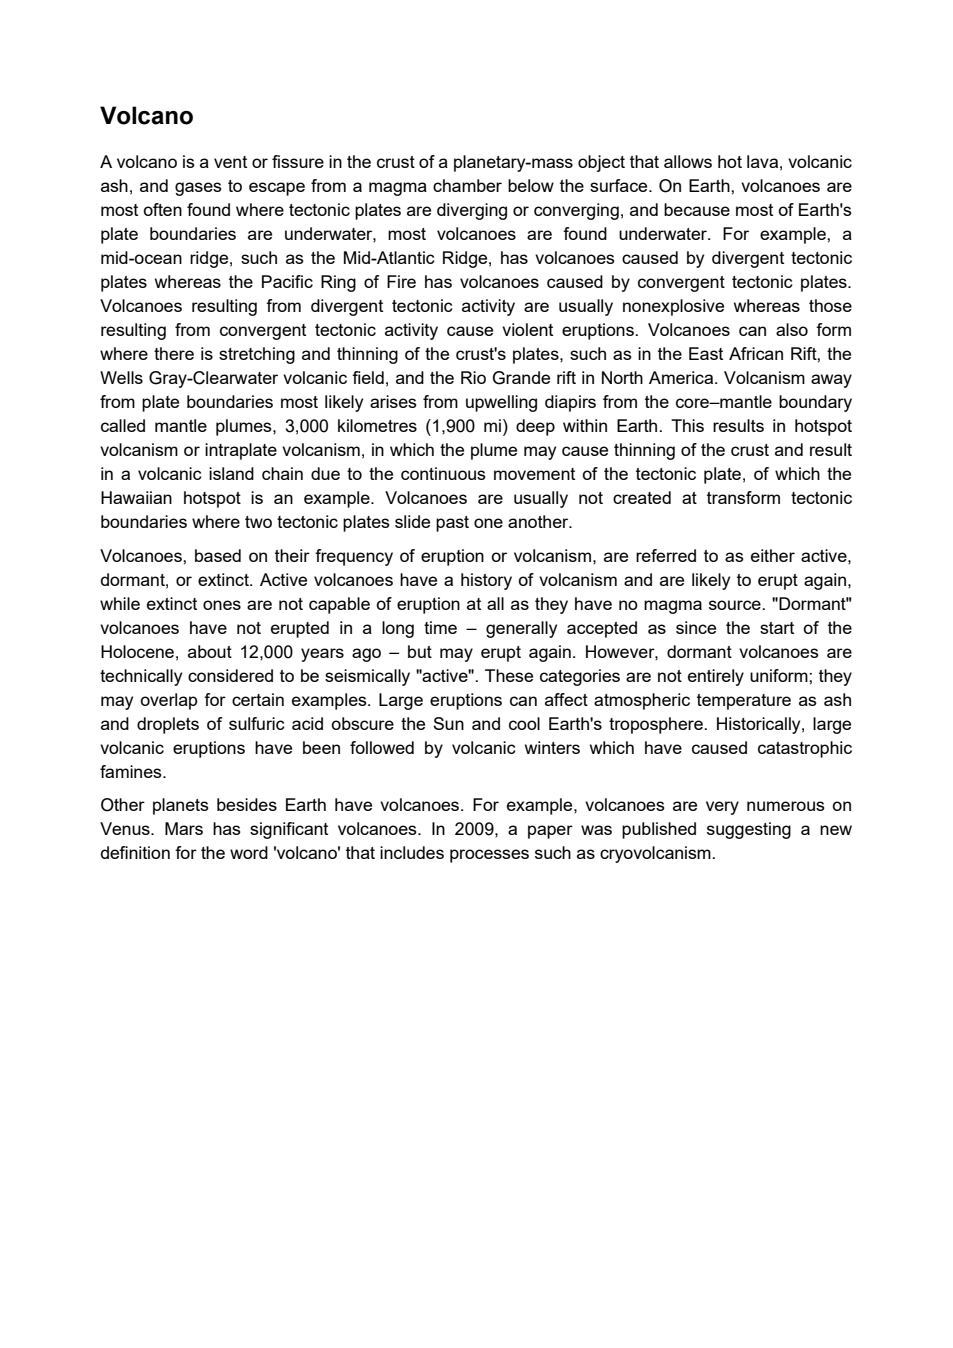 Volcano
A volcano is a vent or fissure in the crust of a planetary-mass object that allows hot lava, volcanic
ash, and gases to escape from a magma chamber below the surface. On Earth, volcanoes are
most often found where tectonic plates are diverging or converging, and because most of Earth's
plate boundaries are underwater, most volcanoes are found underwater. For example, a
mid-ocean ridge, such as the Mid-Atlantic Ridge, has volcanoes caused by divergent tectonic
plates whereas the Pacific Ring of Fire has volcanoes caused by convergent tectonic plates.
Volcanoes resulting from divergent tectonic activity are usually nonexplosive whereas those
resulting from convergent tectonic activity cause violent eruptions. Volcanoes can also form
where there is stretching and thinning of the crust's plates, such as in the East African Rift, the
Wells Gray-Clearwater volcanic field, and the Rio Grande rift in North America. Volcanism away
from plate boundaries most likely arises from upwelling diapirs from the core–mantle boundary
called mantle plumes, 3,000 kilometres (1,900 mi) deep within Earth. This results in hotspot
volcanism or intraplate volcanism, in which the plume may cause thinning of the crust and result
in a volcanic island chain due to the continuous movement of the tectonic plate, of which the
Hawaiian hotspot is an example. Volcanoes are usually not created at transform tectonic
boundaries where two tectonic plates slide past one another.
Volcanoes, based on their frequency of eruption or volcanism, are referred to as either active,
dormant, or extinct. Active volcanoes have a history of volcanism and are likely to erupt again,
while extinct ones are not capable of eruption at all as they have no magma source. "Dormant"
volcanoes have not erupted in a long time – generally accepted as since the start of the
Holocene, about 12,000 years ago – but may erupt again. However, dormant volcanoes are
technically considered to be seismically "active". These categories are not entirely uniform; they
may overlap for certain examples. Large eruptions can affect atmospheric temperature as ash
and droplets of sulfuric acid obscure the Sun and cool Earth's troposphere. Historically, large
volcanic eruptions have been followed by volcanic winters which have caused catastrophic
famines.
Other planets besides Earth have volcanoes. For example, volcanoes are very numerous on
Venus. Mars has significant volcanoes. In 2009, a paper was published suggesting a new
definition for the word 'volcano' that includes processes such as cryovolcanism.